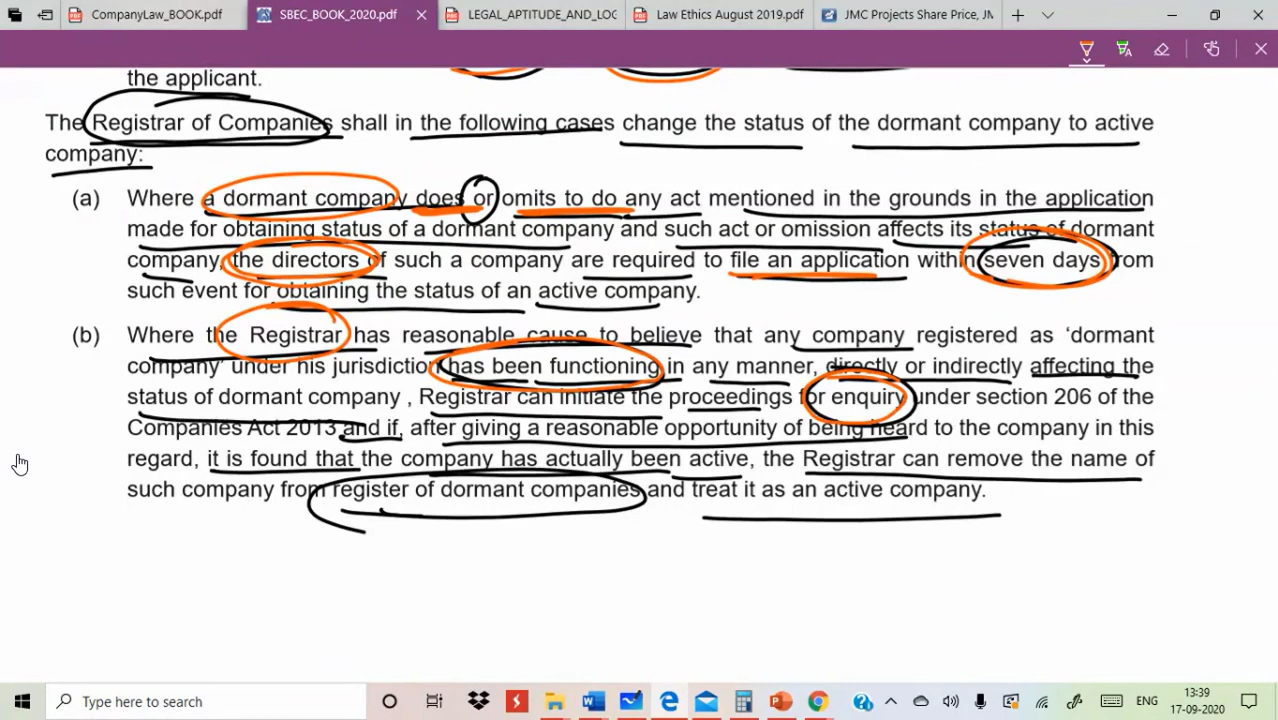 CompanyLaw_BOOK.pdf SBEC_BOOK_2020.pdf LEGAL_APTITUDE_AND_LOG Law Ethics August 2019.pdf JMC Projects Share Price, JM
the applicant.
The Registrar of Companies shall in the following cases change the status of the dormant company to active
company:
(a) Where a dormant company does or omits to do any act mentioned in the grounds in the application
made for obtaining status of a dormant company and such act or omission affects its status of dormant
company, the directors of such a company are required to file an application within seven days from
such event for obtaining the status of an active company.
(b) Where the Registrar has reasonable cause to believe that any company registered as ‘dormant
company’ under his jurisdiction has been functioning in any manner, directly or indirectly affecting the
status of dormant company , Registrar can initiate the proceedings for enquiry under section 206 of the
Companies Act 2013 and if, after giving a reasonable opportunity of being heard to the company in this
regard, it is found that the company has actually been active, the Registrar can remove the name of
such company from register of dormant companies and treat it as an active company.
Type here to search ENG 13:39
17-09-2020